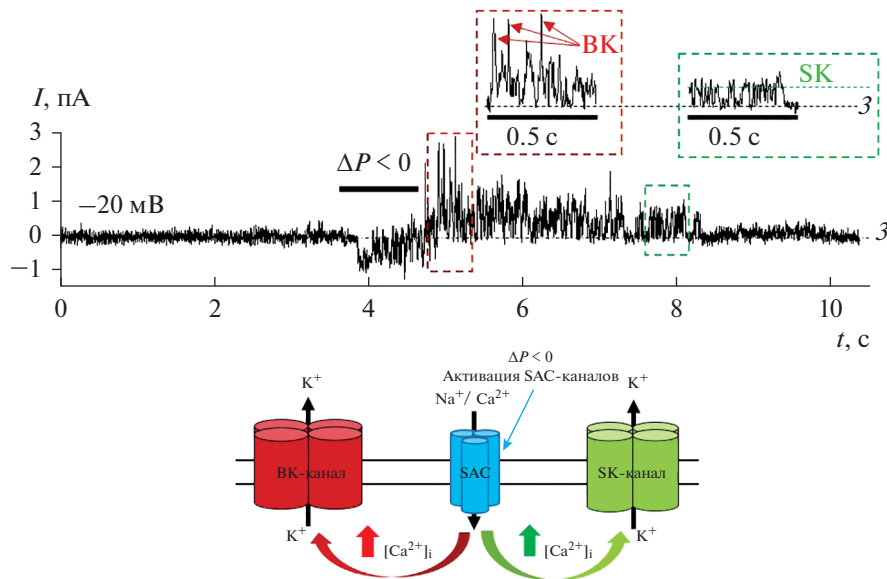 BK
SK
I, пА
3
0.5 с
0.5 с
3
3
2
1
0
−1
ΔP < 0
−20 мВ
3
0
2
4
6
8
10
t, с
ΔP < 0
Активация SAC-каналов
K⁺
Na⁺/ Ca²⁺
K⁺
BK-канал
SAC
SK-канал
K⁺
[Ca²⁺]i
[Ca²⁺]i
K⁺